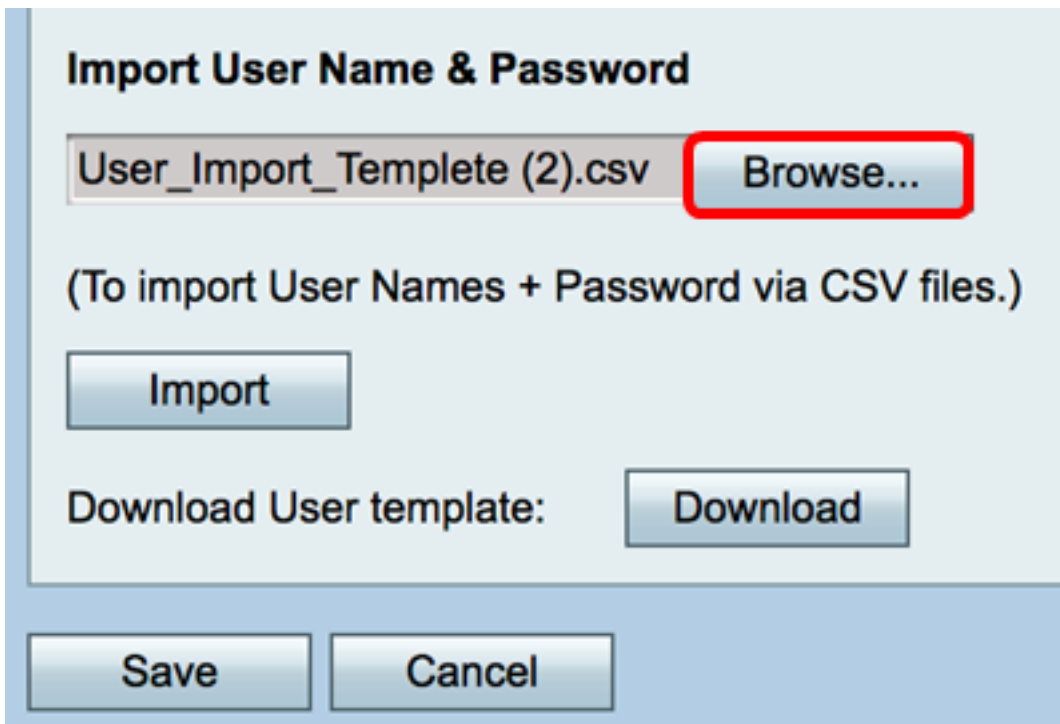 Import User Name & Password
User_Import_Templete (2).csv Browse...
(To import User Names + Password via CSV files.)
Import
Download User template: Download
Save Cancel